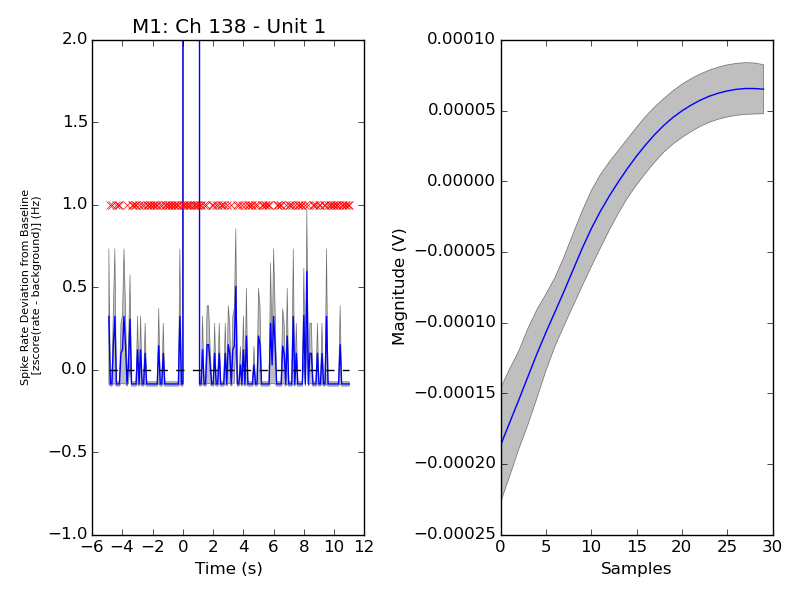 M1: Ch 138 - Unit 1
2.0
1.5
1.0
0.5
0.0
−0.5
−1.0
−6 −4 −2 0 2 4 6 8 10 12
Time (s)
Spike Rate Deviation from Baseline
[zscore(rate - background)] (Hz)
0.00010
0.00005
0.00000
−0.00005
−0.00010
−0.00015
−0.00020
−0.00025
0 5 10 15 20 25 30
Samples
Magnitude (V)